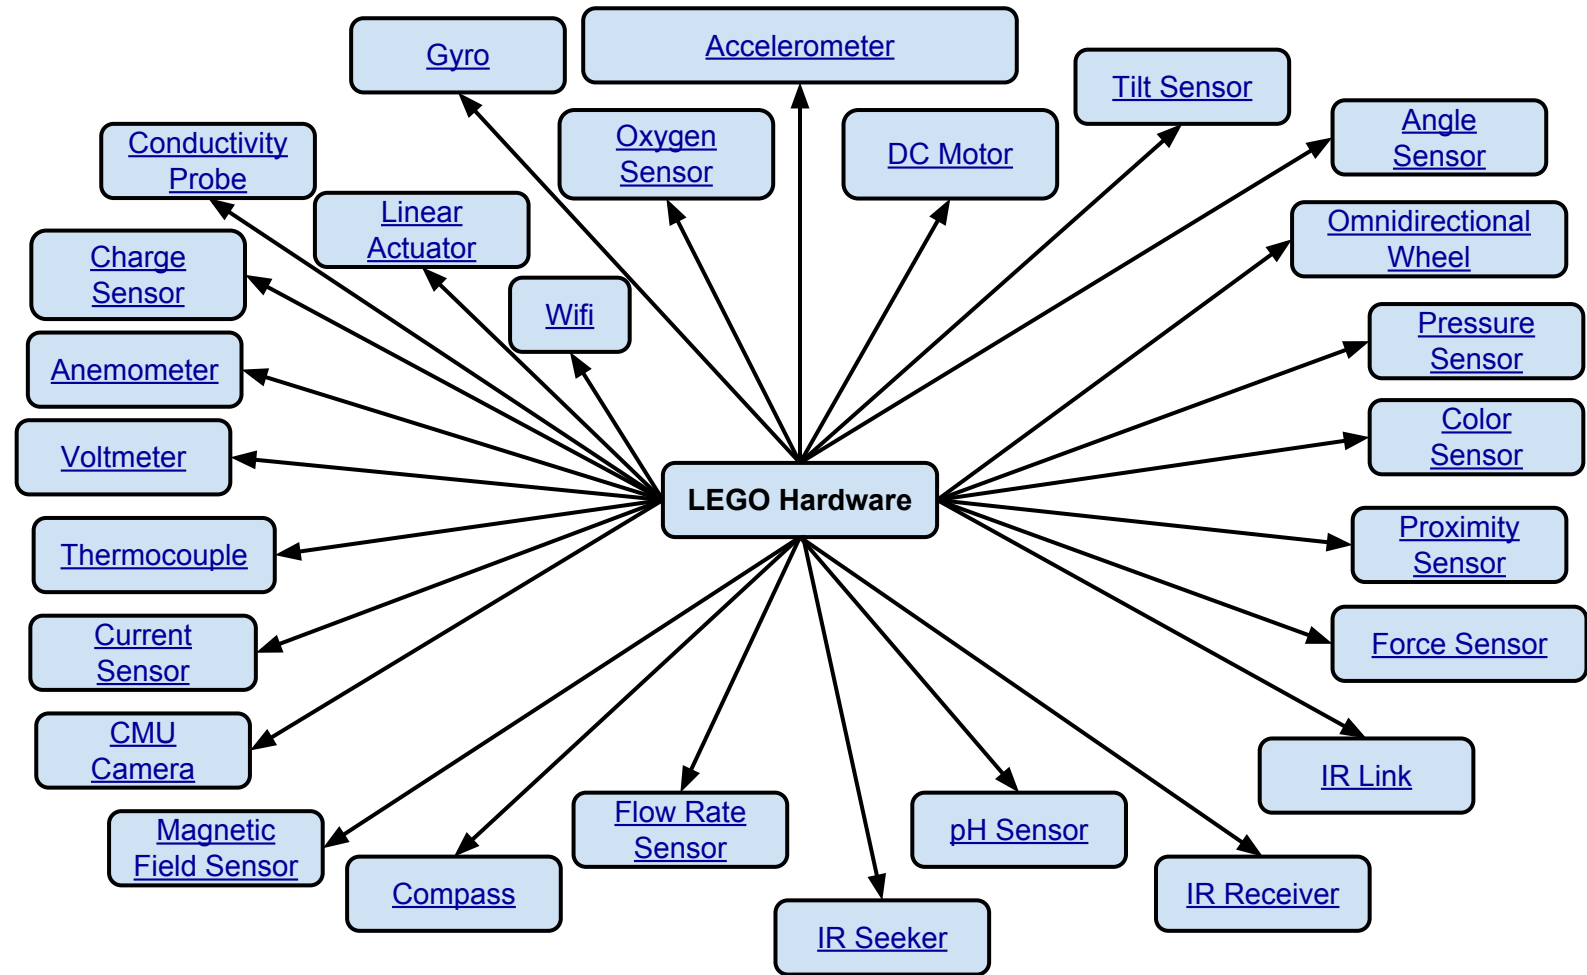 Gyro
Accelerometer
Tilt Sensor
Angle
Sensor
Conductivity
Probe
Oxygen
Sensor
DC Motor
Linear
Actuator
Omnidirectional
Wheel
Charge
Sensor
Wifi
Pressure
Sensor
Anemometer
Color
Sensor
Voltmeter
LEGO Hardware
Proximity
Sensor
Thermocouple
Current
Sensor
Force Sensor
CMU
Camera
IR Link
Magnetic
Field Sensor
Flow Rate
Sensor
pH Sensor
Compass
IR Receiver
IR Seeker